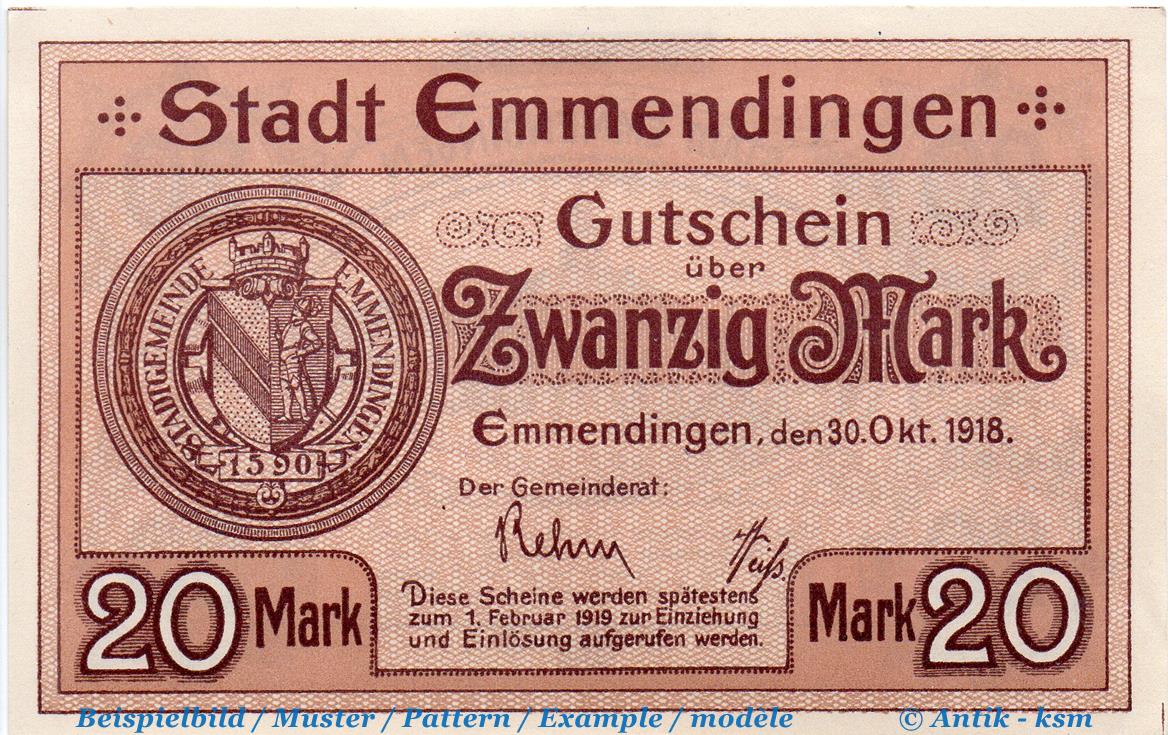 Stadt Emmendingen
Gutschein
über
Zwanzig Mark
Emmendingen, den 30. Okt. 1918.
STADTGEMEINDE EMMENDINGEN
1590
Der Gemeinderat:
Rehm Weiß.
Diese Scheine werden spätestens
zum 1. Februar 1919 zur Einziehung
und Einlösung aufgerufen werden.
20 Mark
Mark 20
Beispielbild / Muster / Pattern / Example / modèle © Antik - ksm